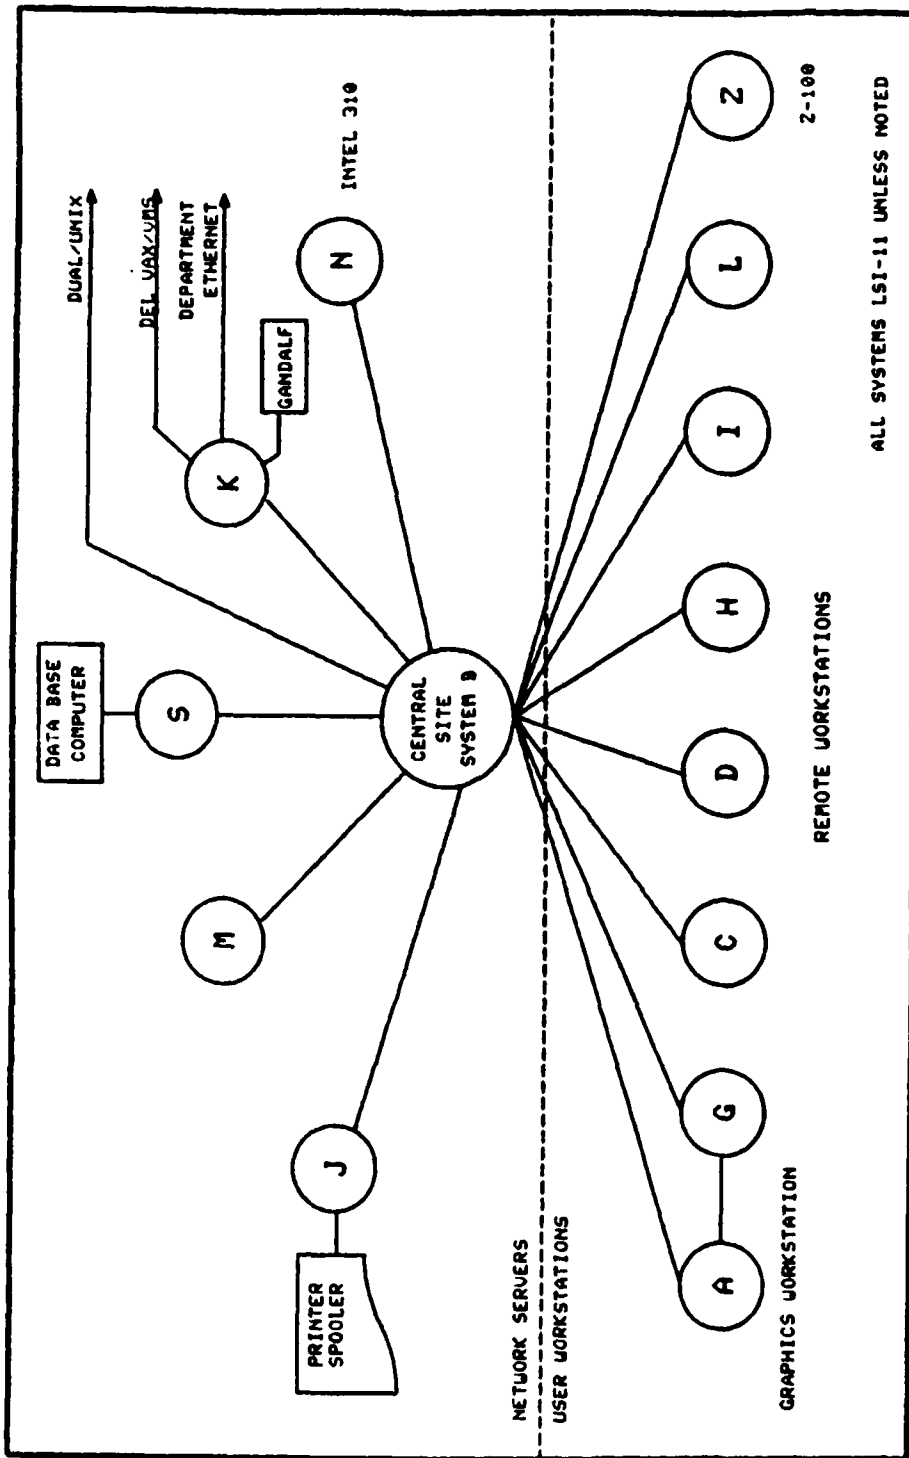 DUAL/UNIX
DEL VAX/VMS
DEPARTMENT
ETHERNET
DATA BASE
COMPUTER
GANDALF
S
K
M
N
INTEL 310
J
PRINTER
SPOOLER
CENTRAL
SITE
SYSTEM B
NETWORK SERVERS
USER WORKSTATIONS
A
G
C
D
H
I
L
Z
Z-100
GRAPHICS WORKSTATION
REMOTE WORKSTATIONS
ALL SYSTEMS LSI-11 UNLESS NOTED